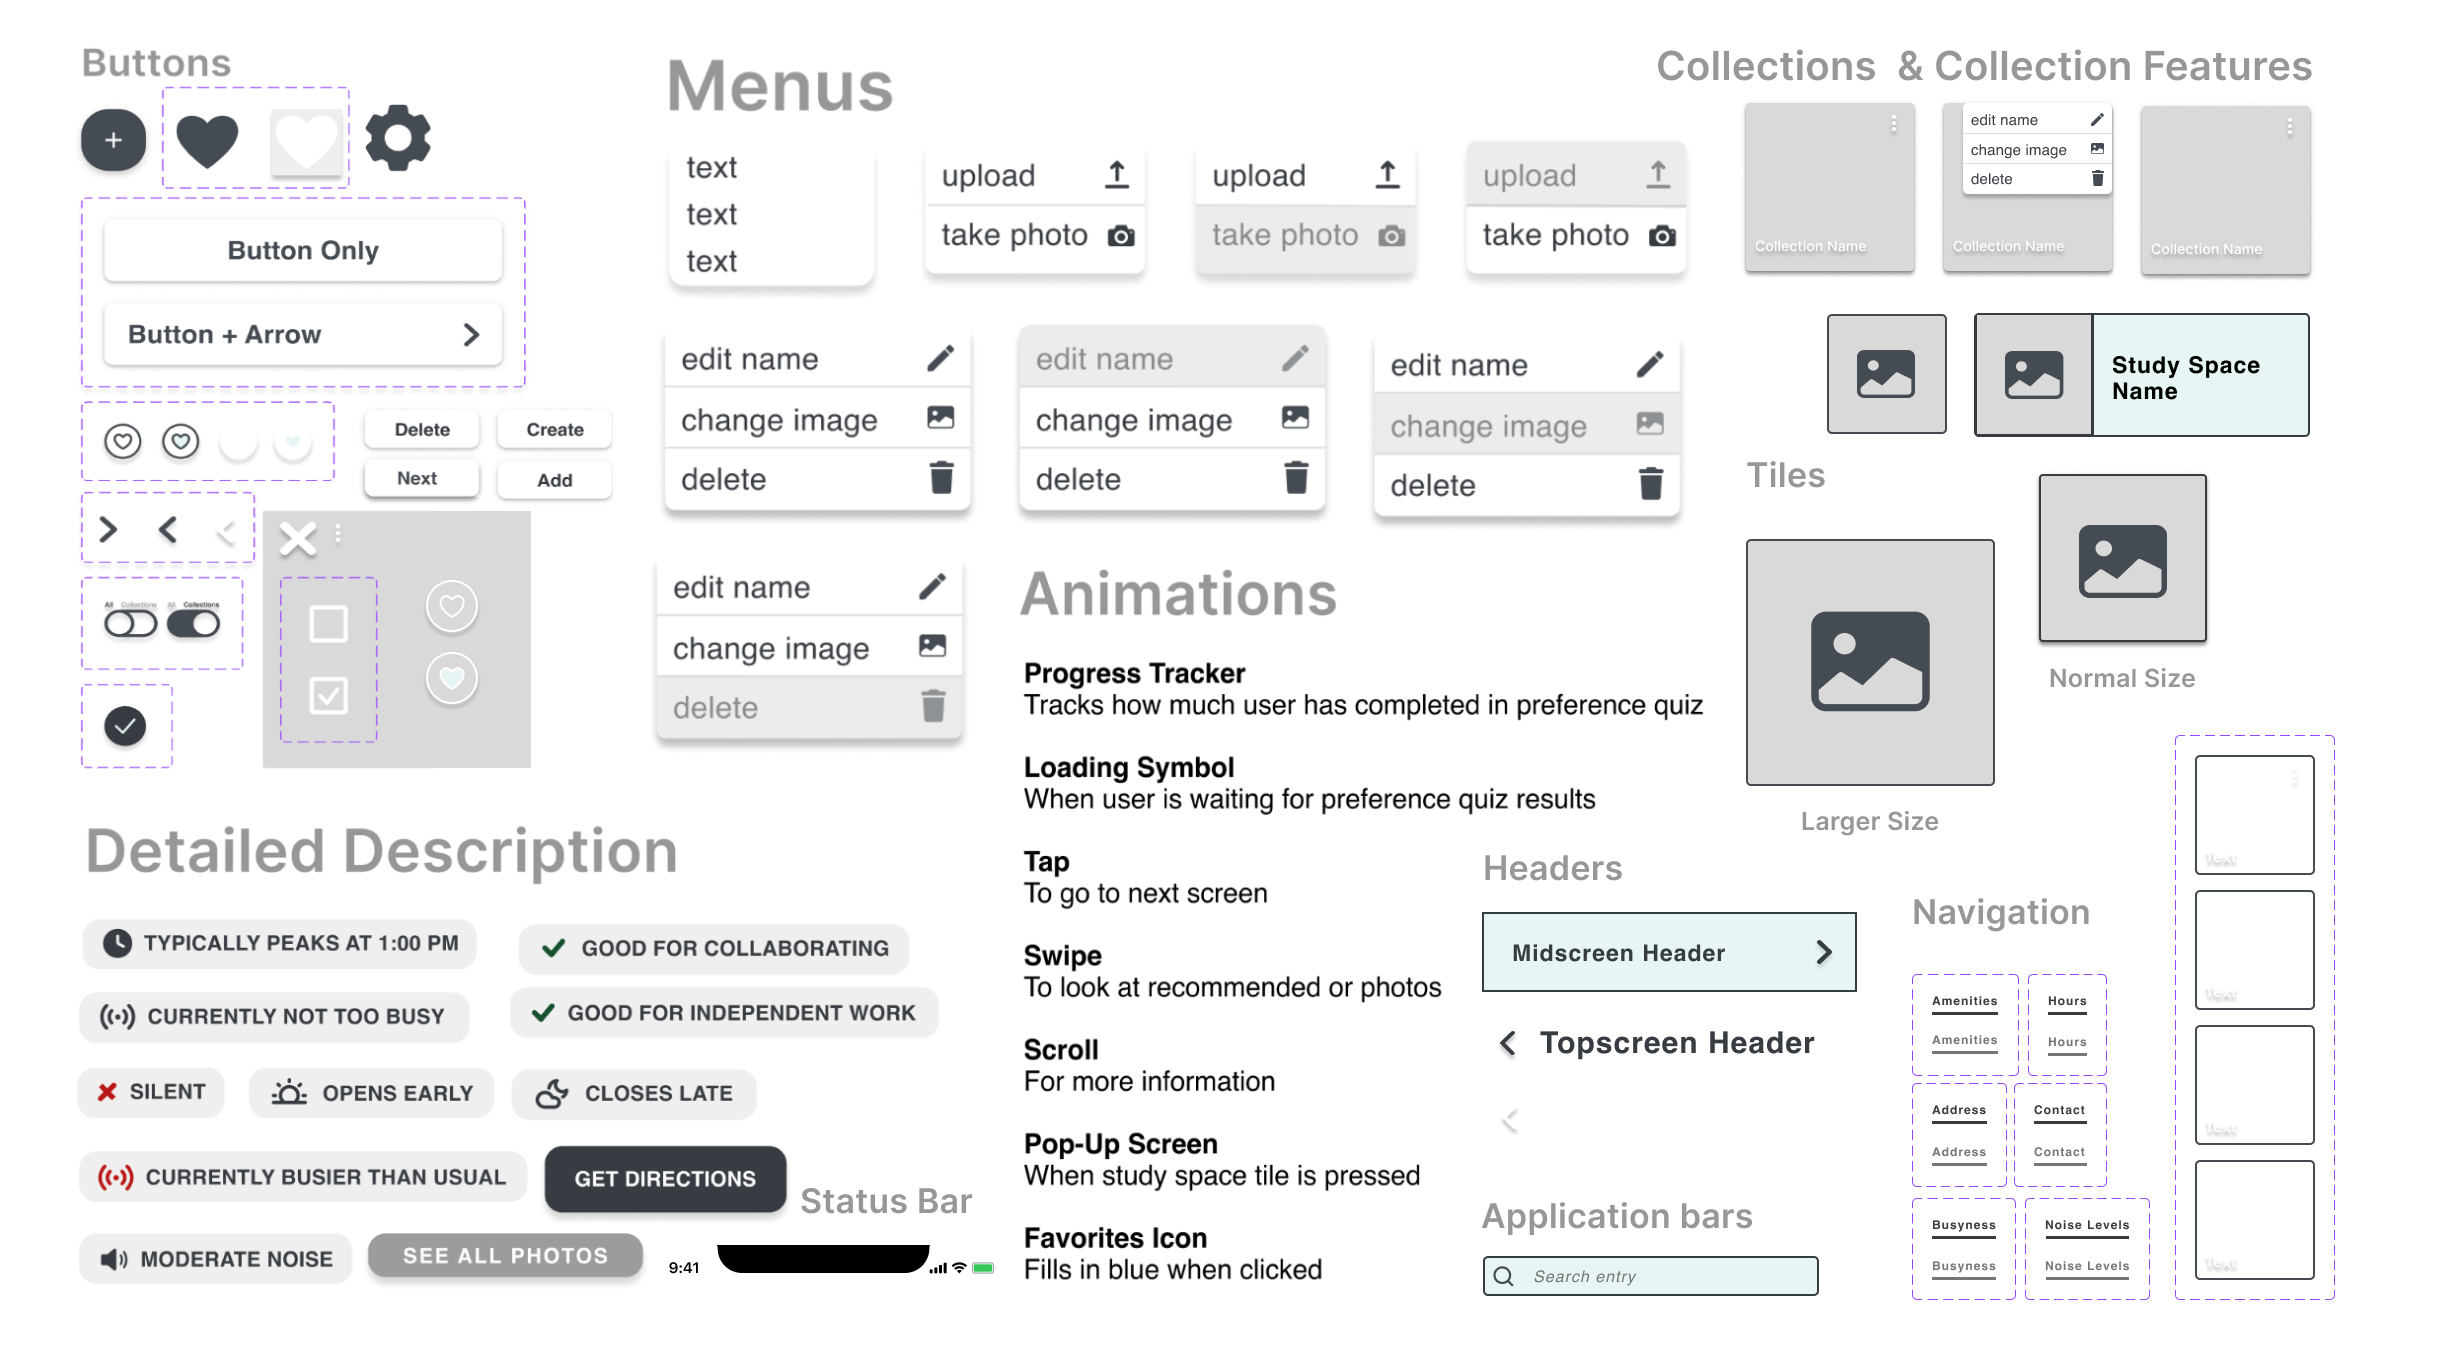 Buttons
+
Button Only
Button + Arrow
Delete
Create
Next
Add
All Collections
All Collections
Menus
text
text
text
upload
take photo
upload
take photo
upload
take photo
edit name
change image
delete
edit name
change image
delete
edit name
change image
delete
edit name
change image
delete
Collections & Collection Features
Collection Name
edit name
change image
delete
Collection Name
Collection Name
Study Space
Name
Tiles
Larger Size
Normal Size
Text
Text
Text
Text
Animations
Progress Tracker
Tracks how much user has completed in preference quiz
Loading Symbol
When user is waiting for preference quiz results
Tap
To go to next screen
Swipe
To look at recommended or photos
Scroll
For more information
Pop-Up Screen
When study space tile is pressed
Favorites Icon
Fills in blue when clicked
Detailed Description
TYPICALLY PEAKS AT 1:00 PM
GOOD FOR COLLABORATING
CURRENTLY NOT TOO BUSY
GOOD FOR INDEPENDENT WORK
SILENT
OPENS EARLY
CLOSES LATE
CURRENTLY BUSIER THAN USUAL
GET DIRECTIONS
MODERATE NOISE
SEE ALL PHOTOS
Status Bar
9:41
Headers
Midscreen Header
Topscreen Header
Application bars
Search entry
Navigation
Amenities
Amenities
Hours
Hours
Address
Address
Contact
Contact
Busyness
Busyness
Noise Levels
Noise Levels